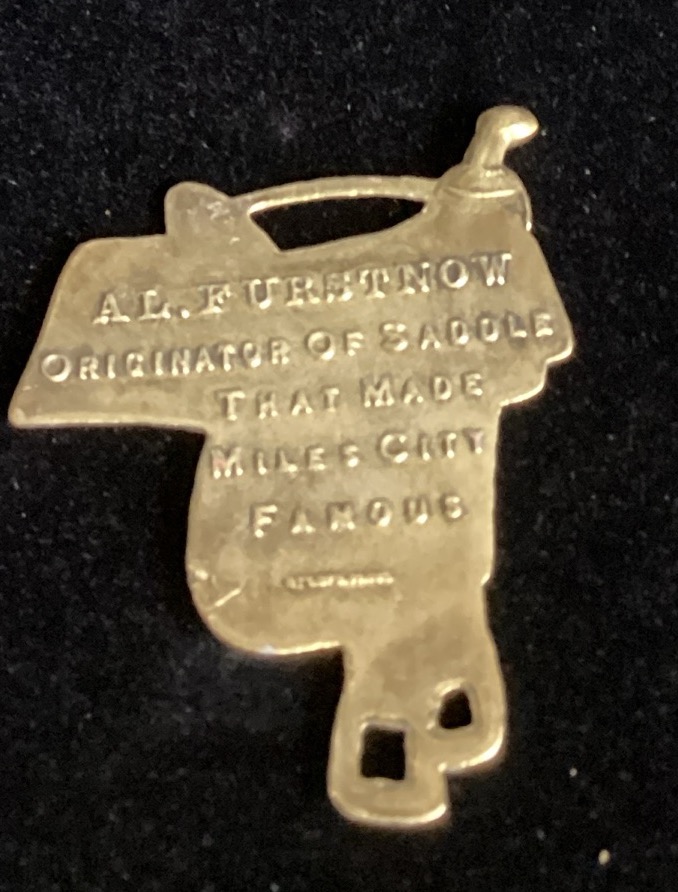 AL. FURSTNOW
ORIGINATOR OF SADDLE
THAT MADE
MILES CITY
FAMOUS